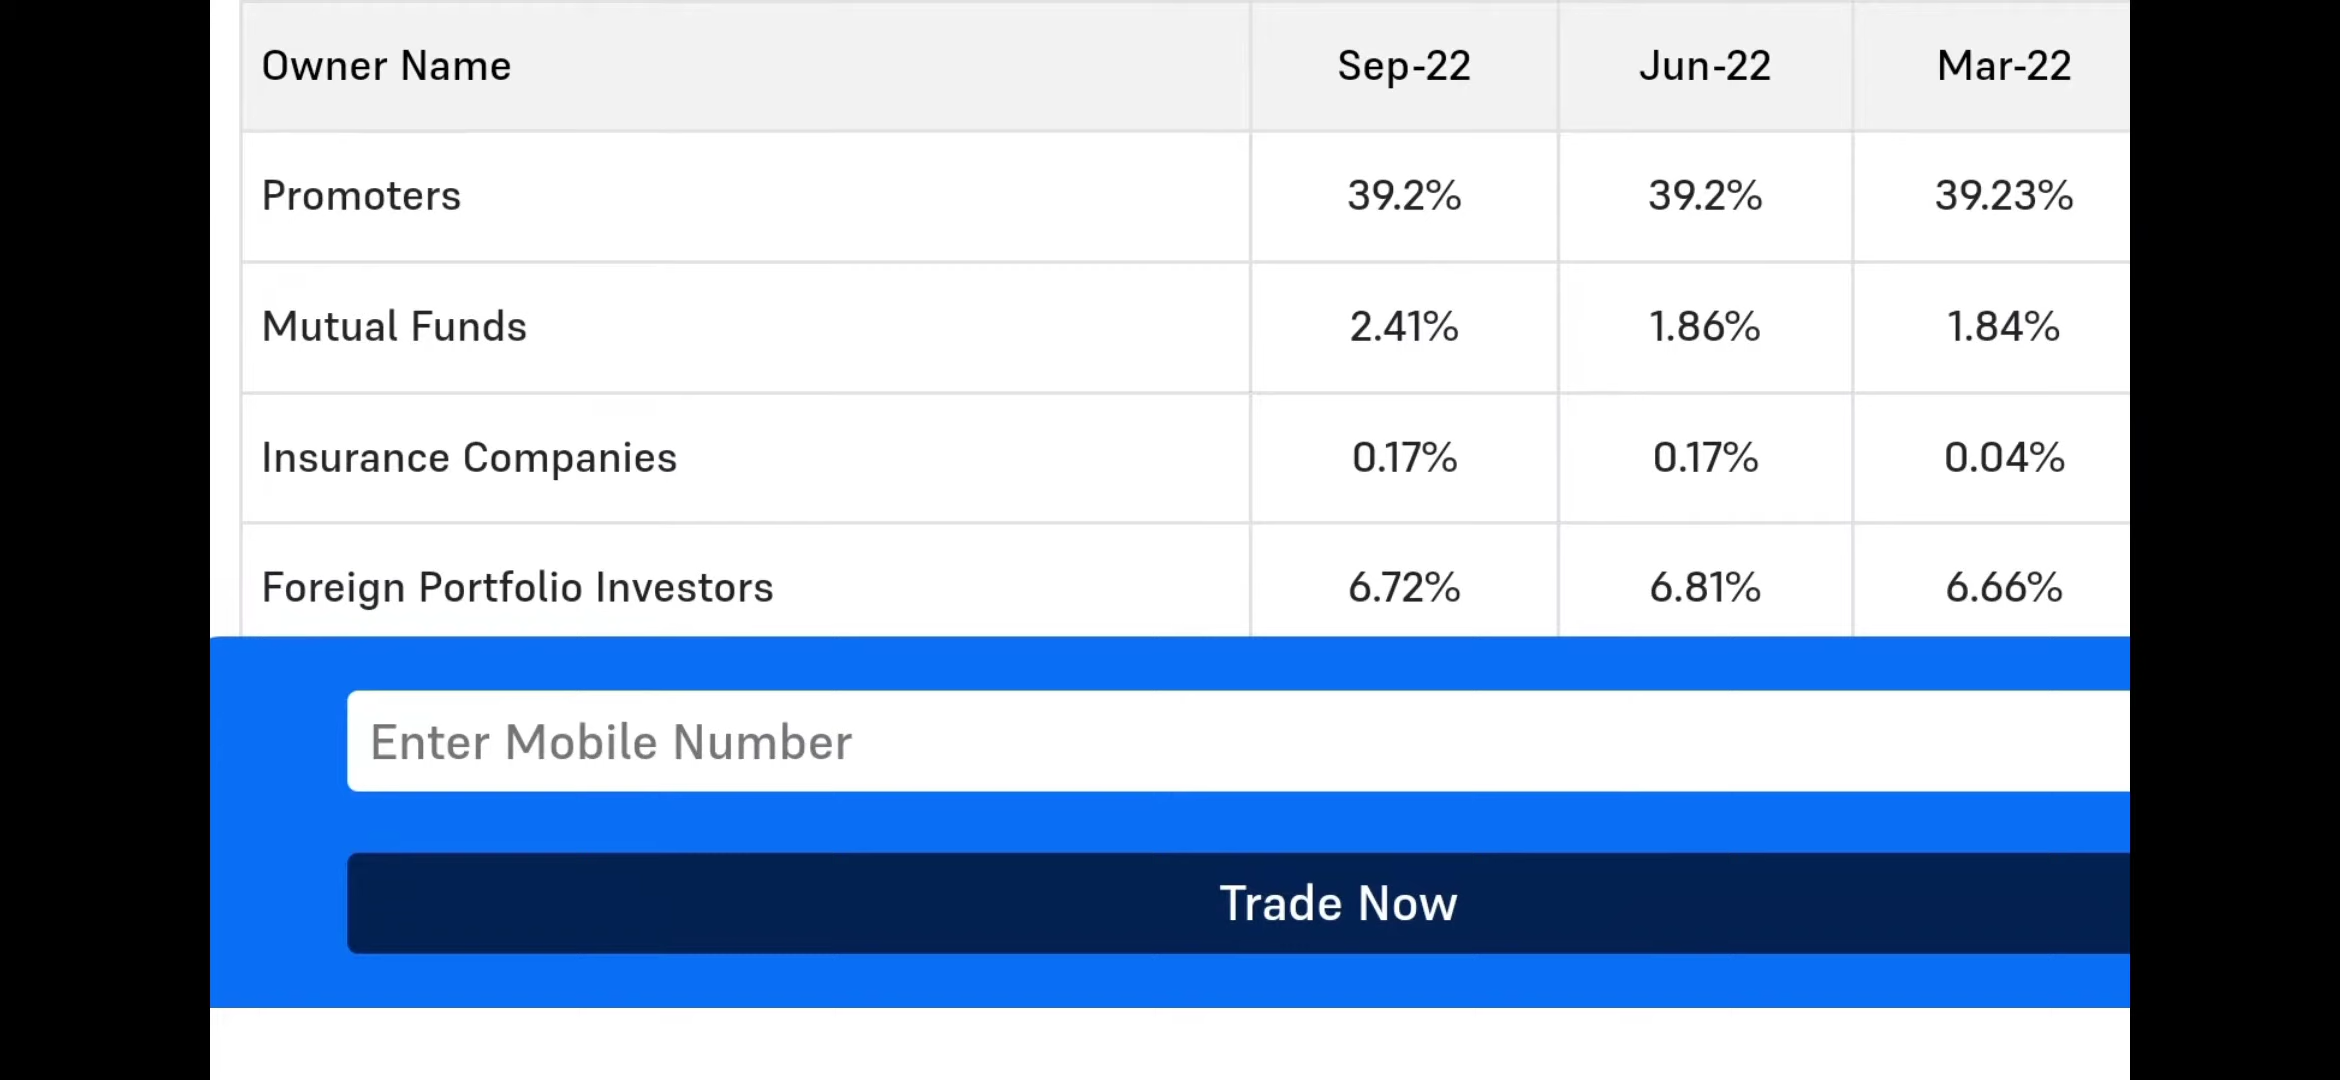 Owner Name Sep-22 Jun-22 Mar-22
Promoters 39.2% 39.2% 39.23%
Mutual Funds 2.41% 1.86% 1.84%
Insurance Companies 0.17% 0.17% 0.04%
Foreign Portfolio Investors 6.72% 6.81% 6.66%
Enter Mobile Number
Trade Now